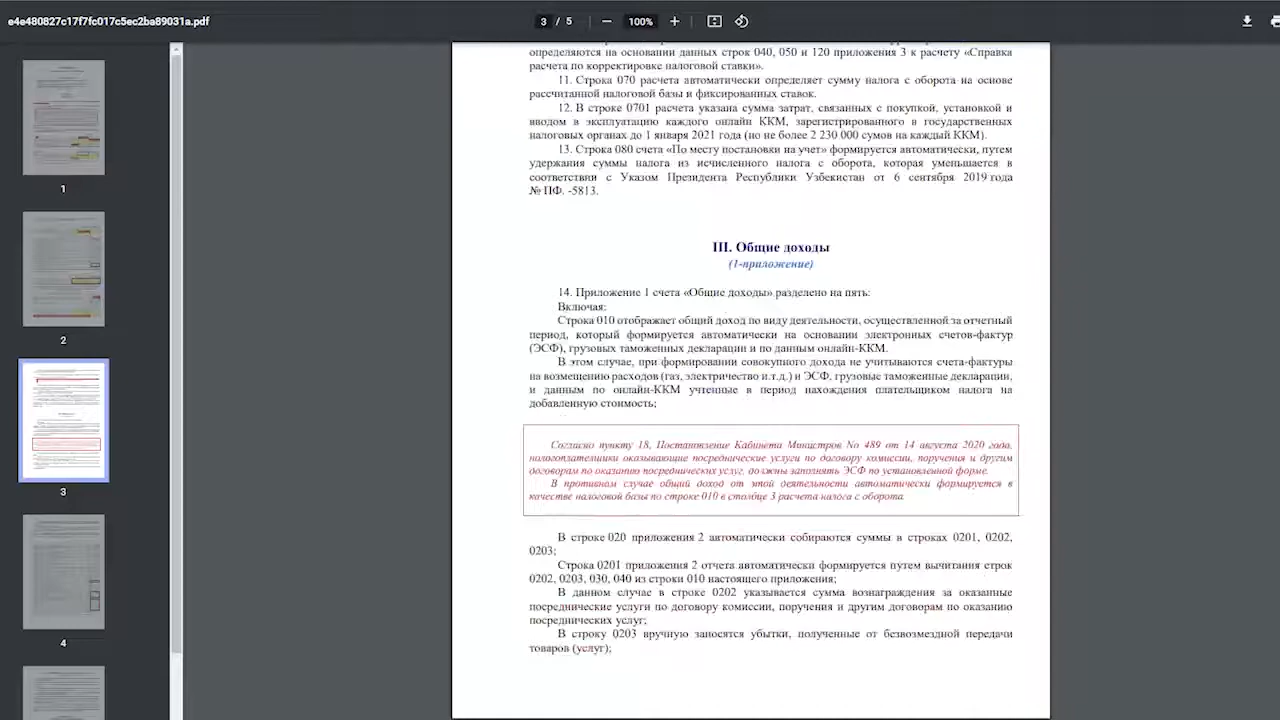 e4e480827c17f7fc017c5ec2ba89031a.pdf
3 / 5
100%
определяются на основании данных строк 040, 050 и 120 приложения 3 к расчету «Справка
расчета по корректировке налоговой ставки».
11. Строка 070 расчета автоматически определяет сумму налога с оборота на основе
рассчитанной налоговой базы и фиксированных ставок.
12. В строке 0701 расчета указана сумма затрат, связанных с покупкой, установкой и
вводом в эксплуатацию каждого онлайн ККМ, зарегистрированного в государственных
налоговых органах до 1 января 2021 года (но не более 2 230 000 сумов на каждый ККМ).
13. Строка 080 счета «По месту постановки на учет» формируется автоматически, путем
удержания суммы налога из исчисленного налога с оборота, которая уменьшается в
соответствии с Указом Президента Республики Узбекистан от 6 сентября 2019 года
№ ПФ. -5813.
III. Общие доходы
(1-приложение)
14. Приложение 1 счета «Общие доходы» разделено на пять:
Включая:
Строка 010 отображает общий доход по виду деятельности, осуществленной за отчетный
период, который формируется автоматически на основании электронных счетов-фактур
(ЭСФ), грузовых таможенных декларации и по данным онлайн-ККМ.
В этом случае, при формировании совокупного дохода не учитываются счета-фактуры
на возмещению расходов (газ, электричество и.т.д.) и ЭСФ, грузовые таможенные декларации,
и данным по онлайн-ККМ учтенные в период нахождения плательщиком налога на
добавленную стоимость;
Согласно пункту 18, Постановление Кабинета Министров No 489 от 14 августа 2020 года,
налогоплатешики оказывающие посреднические услуги по договору комиссии, поручения и другим
договорам по оказанию посреднических услуг, должны заполнять ЭСФ по установленной форме.
В противном случае общий доход от этой деятельности автоматически формируется в
качестве налоговой базы по строке 010 в столбце 3 расчета налога с оборота
В строке 020 приложения 2 автоматически собираются суммы в строках 0201, 0202,
0203;
Строка 0201 приложения 2 отчета автоматически формируется путем вычитания строк
0202, 0203, 030, 040 из строки 010 настоящего приложения;
В данном случае в строке 0202 указывается сумма вознаграждения за оказанные
посреднические услуги по договору комиссии, поручения и другим договорам по оказанию
посреднических услуг;
В строку 0203 вручную заносятся убытки, полученные от безвозмездной передачи
товаров (услуг);
1
2
3
4